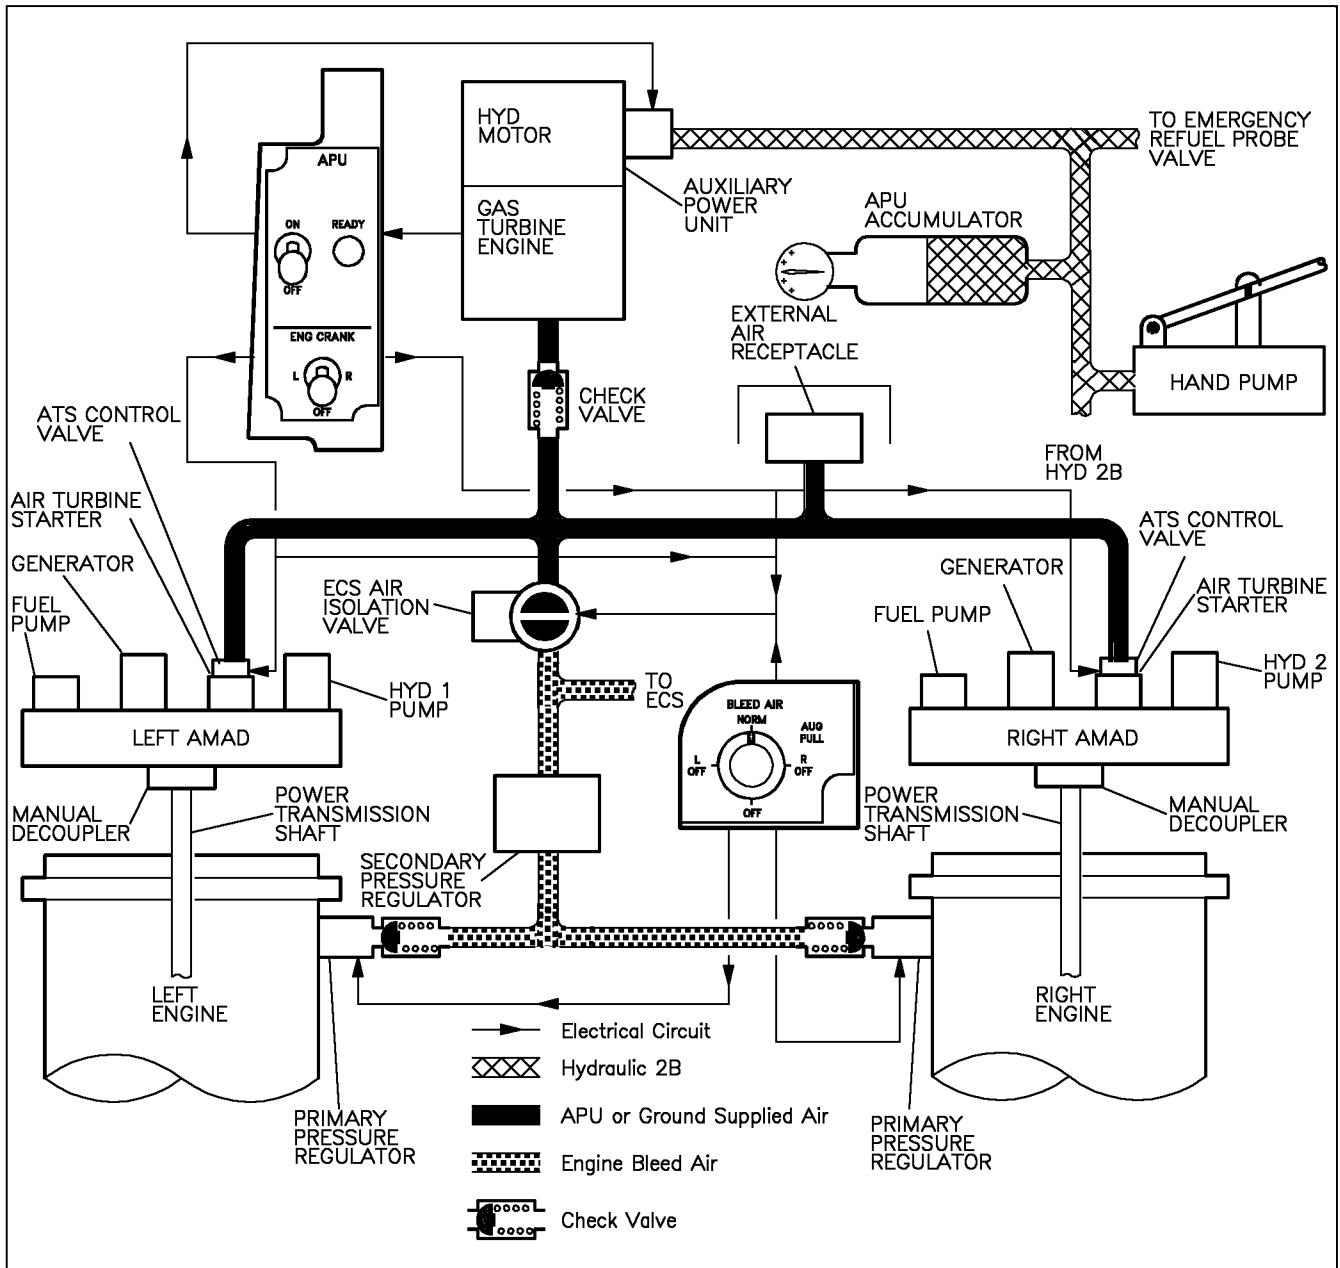 HYD
MOTOR
TO EMERGENCY
REFUEL PROBE
VALVE
APU
AUXILIARY
POWER
UNIT
APU
ACCUMULATOR
GAS
TURBINE
ENGINE
ON
READY
OFF
+
+
+
+
EXTERNAL
AIR
RECEPTACLE
ENG CRANK
L
R
OFF
CHECK
VALVE
HAND PUMP
ATS CONTROL
VALVE
FROM
HYD 2B
AIR TURBINE
STARTER
ATS CONTROL
VALVE
GENERATOR
GENERATOR
ECS AIR
ISOLATION
VALVE
AIR TURBINE
STARTER
FUEL
PUMP
FUEL PUMP
HYD 1
PUMP
TO
ECS
HYD 2
PUMP
BLEED AIR
NORM
AUG
PULL
L
OFF
R
OFF
OFF
LEFT AMAD
RIGHT AMAD
MANUAL
DECOUPLER
POWER
TRANSMISSION
SHAFT
POWER
TRANSMISSION
SHAFT
MANUAL
DECOUPLER
SECONDARY
PRESSURE
REGULATOR
LEFT
ENGINE
RIGHT
ENGINE
Electrical Circuit
Hydraulic 2B
APU or Ground Supplied Air
Engine Bleed Air
Check Valve
PRIMARY
PRESSURE
REGULATOR
PRIMARY
PRESSURE
REGULATOR